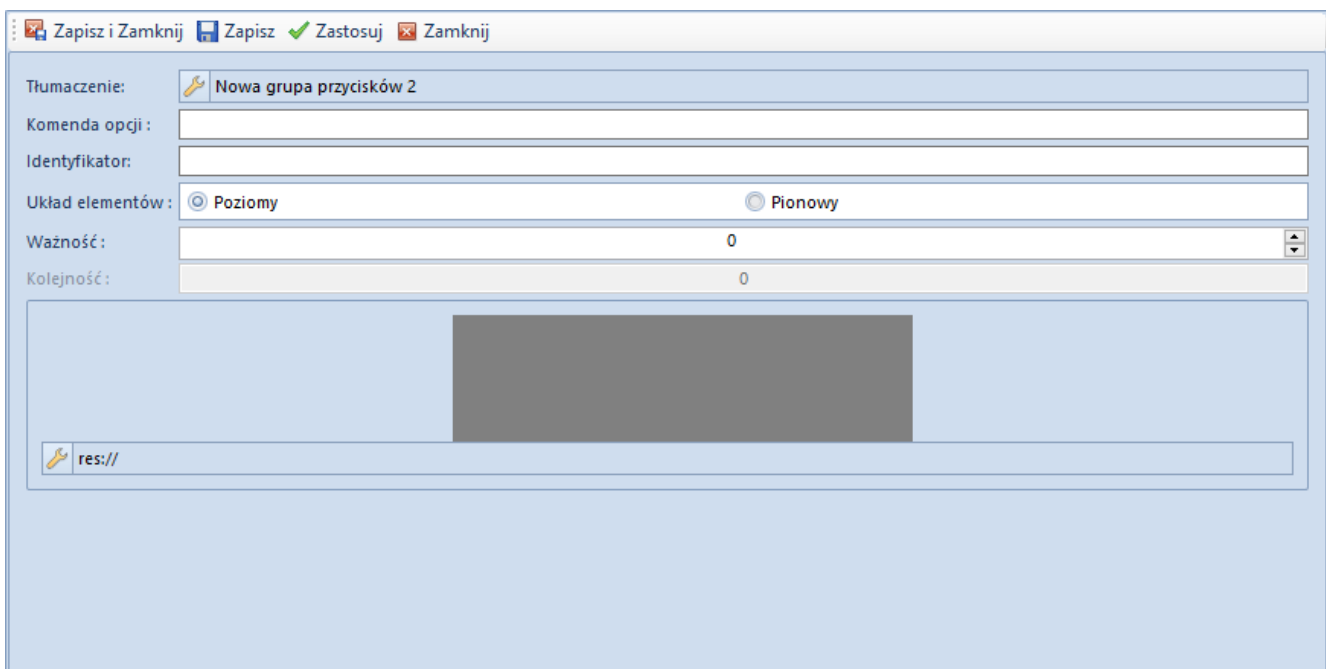 Zapisz i Zamknij Zapisz Zastosuj Zamknij
Tłumaczenie: Nowa grupa przycisków 2
Komenda opcji :
Identyfikator:
Układ elementów : Poziomy Pionowy
Ważność : 0
Kolejność : 0
res://